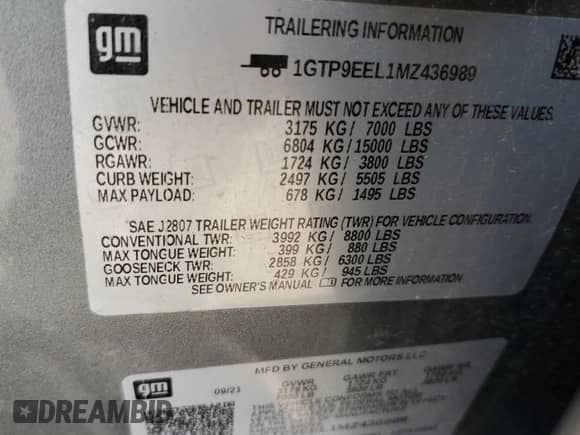 gm
TRAILERING INFORMATION
1GTP9EEL1MZ436989
VEHICLE AND TRAILER MUST NOT EXCEED ANY OF THESE VALUES.
GVWR: 3175 KG/ 7000 LBS
GCWR: 6804 KG/15000 LBS
RGAWR: 1724 KG/ 3800 LBS
CURB WEIGHT: 2497 KG/ 5505 LBS
MAX PAYLOAD: 678 KG/ 1495 LBS
SAE J2807 TRAILER WEIGHT RATING (TWR) FOR VEHICLE CONFIGURATION.
CONVENTIONAL TWR: 3992 KG/ 8800 LBS
MAX TONGUE WEIGHT: 399 KG/ 880 LBS
GOOSENECK TWR: 2858 KG/ 6300 LBS
MAX TONGUE WEIGHT: 429 KG/ 945 LBS
SEE OWNER'S MANUAL FOR MORE INFORMATION
MFD BY GENERAL MOTORS LLC
gm
09/21
GVWR
GAWR FRT
AUTOHELPERBOT